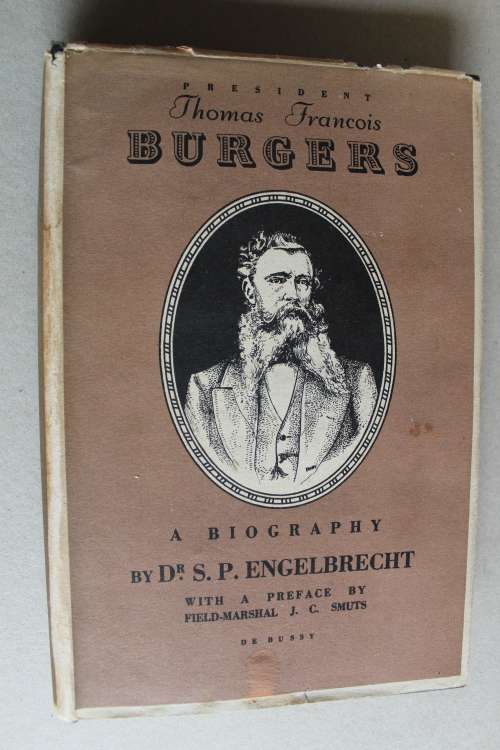 PRESIDENT
Thomas Francois
BURGERS
A BIOGRAPHY
BY DR. S. P. ENGELBRECHT
WITH A PREFACE BY
FIELD-MARSHAL J. C. SMUTS
DE BUSSY